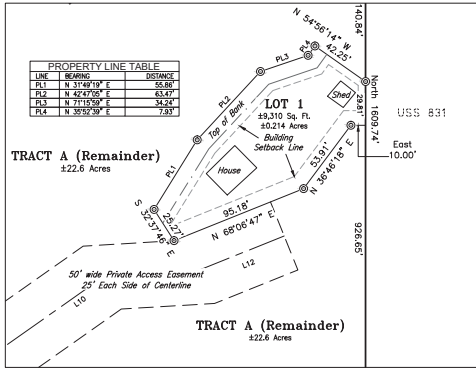 140.84'
N 54°56'14" W
42.25'
PL4
PL3
PL2
PL1
North 1609.74'
29.81'
Shed
PROPERTY LINE TABLE
LINE BEARING DISTANCE
PL1 N 31°49'19" E 55.86'
PL2 N 42°47'05" E 63.47'
PL3 N 71°15'59" E 34.24'
PL4 N 35°52'39" E 7.93'
LOT 1
±9,310 Sq. Ft.
±0.214 Acres
Top of Bank
Building
Setback Line
USS 831
East
10.00'
TRACT A (Remainder)
±22.6 Acres
House
53.91'
N 36°46'18" E
S 32°37'46" E
25.27'
95.18'
N 68°06'47" E
926.65'
50' wide Private Access Easement
25' Each Side of Centerline
L12
L10
TRACT A (Remainder)
±22.6 Acres